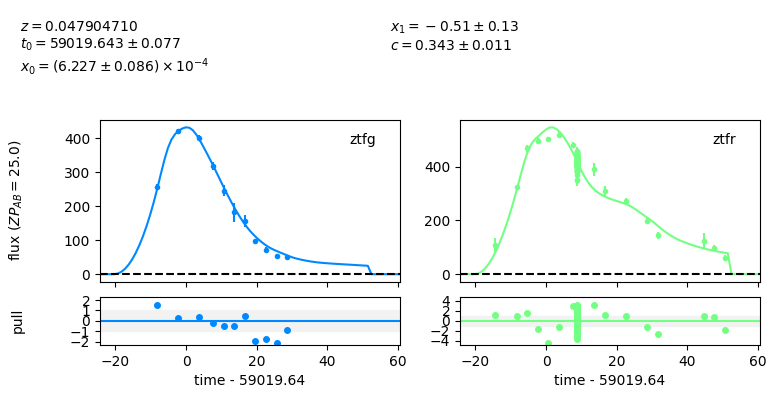 z = 0.047904710
t₀ = 59019.643 ± 0.077
x₀ = (6.227 ± 0.086) × 10⁻⁴
x₁ = −0.51 ± 0.13
c = 0.343 ± 0.011
flux (ZP_AB = 25.0)
400
300
200
100
0
ztfg
400
200
0
ztfr
pull
2
1
0
−1
−2
−20 0 20 40 60
time - 59019.64
4
2
0
−2
−4
−20 0 20 40 60
time - 59019.64